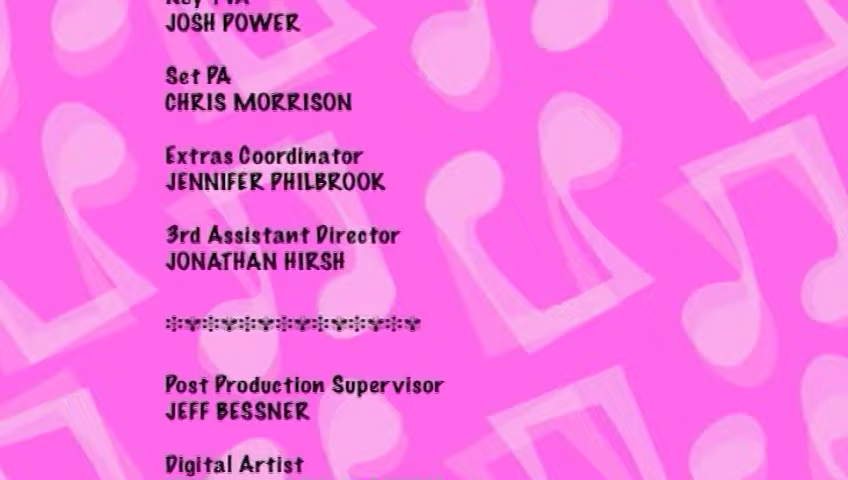 JOSH POWER
Set PA
CHRIS MORRISON
Extras Coordinator
JENNIFER PHILBROOK
3rd Assistant Director
JONATHAN HIRSH
Post Production Supervisor
JEFF BESSNER
Digital Artist